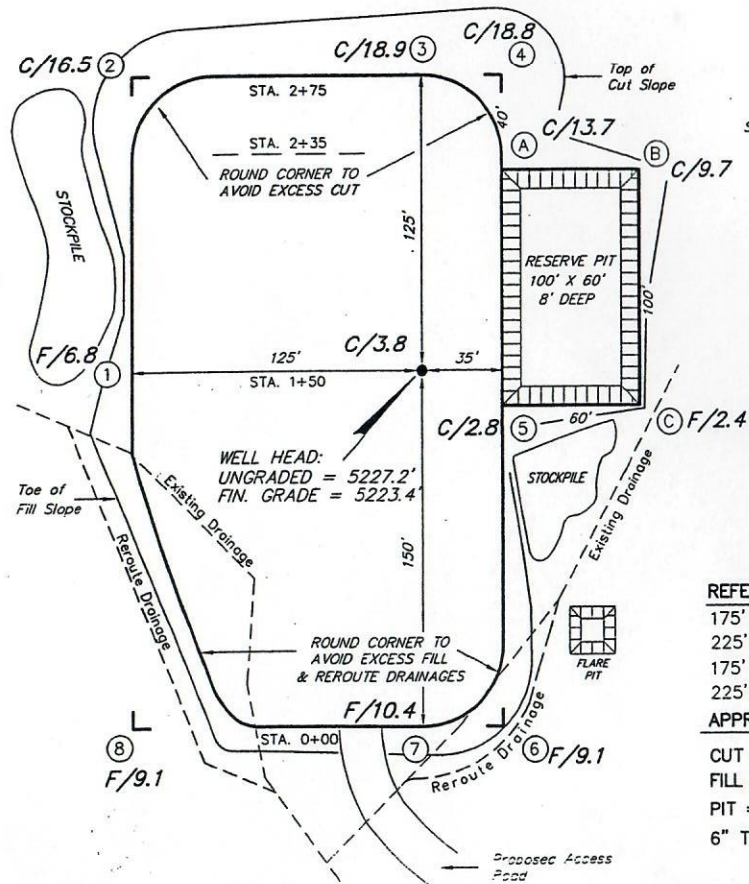 C/18.8
④
C/18.9 ③
C/16.5 ②
Top of
Cut Slope
STA. 2+75
40'
C/13.7
Ⓐ
Ⓑ
C/9.7
STA. 2+35
ROUND CORNER TO
AVOID EXCESS CUT
STOCKPILE
125'
RESERVE PIT
100' X 60'
8' DEEP
100'
F/6.8
①
125'
C/3.8
35'
STA. 1+50
C/2.8 ⑤
60'
Ⓒ F/2.4
WELL HEAD:
UNGRADED = 5227.2'
FIN. GRADE = 5223.4'
STOCKPILE
Toe of
Fill Slope
Existing Drainage
Existing Drainage
Reroute Drainage
150'
ROUND CORNER TO
AVOID EXCESS FILL
& REROUTE DRAINAGES
FLARE
PIT
F/10.4
STA. 0+00
⑧
F/9.1
⑦
⑥ F/9.1
Reroute Drainage
Proposed Access
Road
REFE
175'
225'
175'
225'
APPR
CUT
FILL
PIT =
6" T